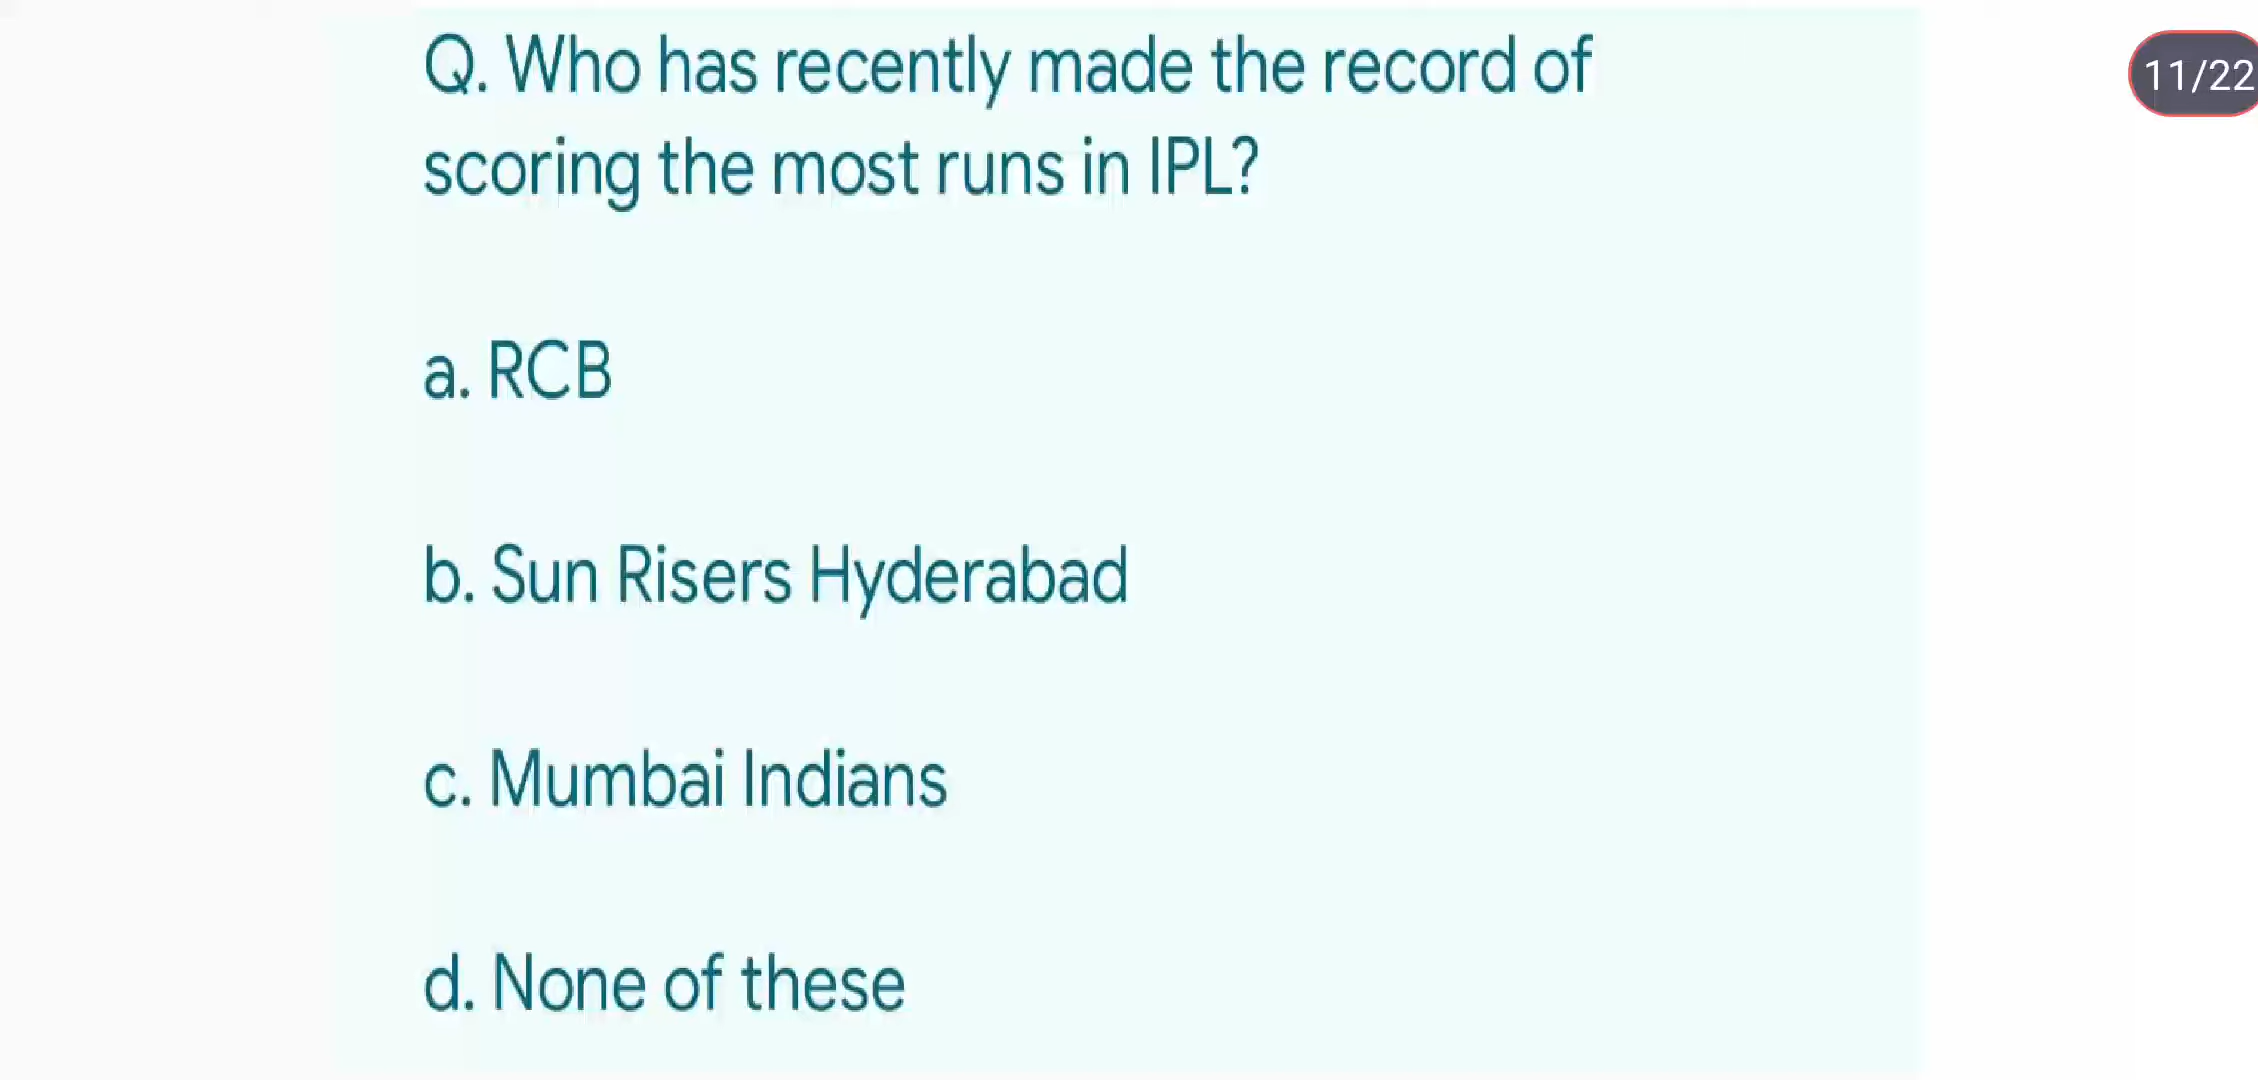 Q. Who has recently made the record of
11/22
scoring the most runs in IPL?
a. RCB
b. Sun Risers Hyderabad
c. Mumbai Indians
d. None of these